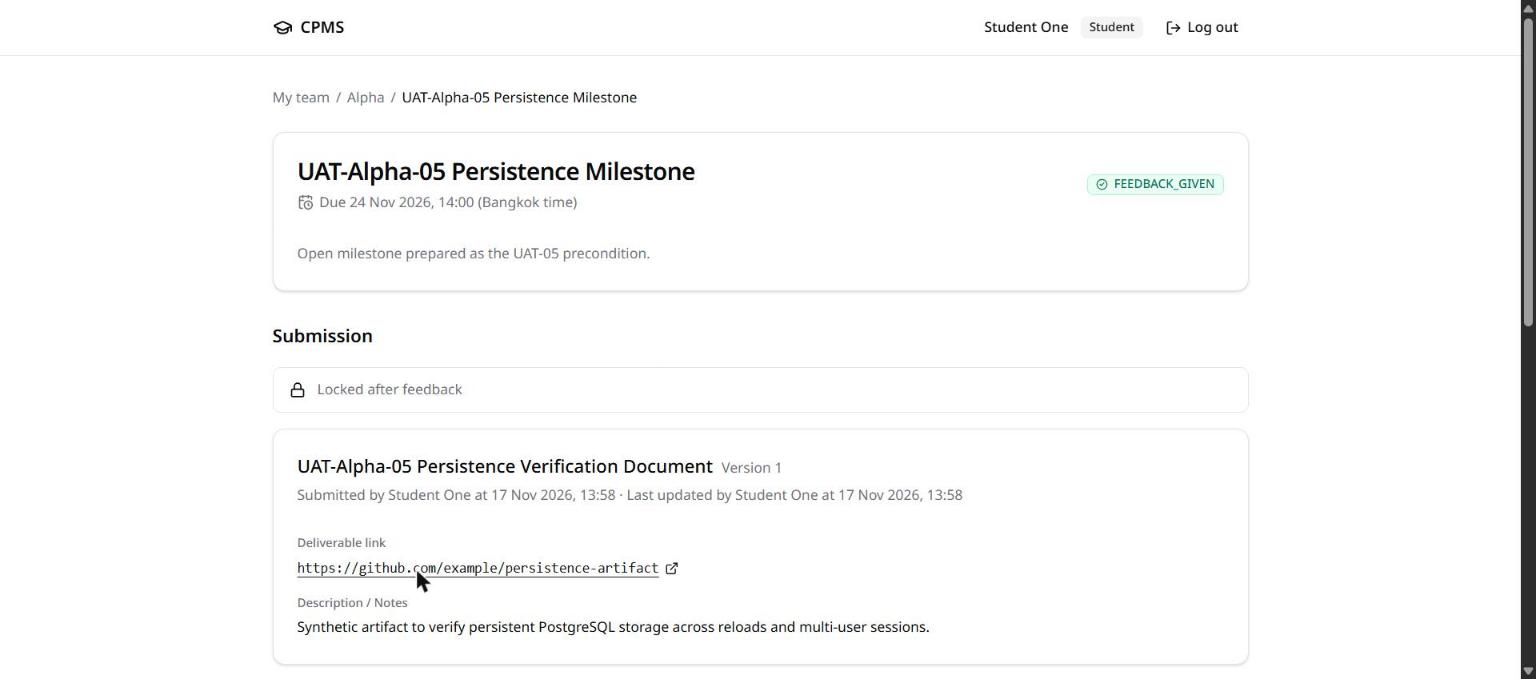 CPMS
Student One Student Log out
My team / Alpha / UAT-Alpha-05 Persistence Milestone
UAT-Alpha-05 Persistence Milestone
FEEDBACK_GIVEN
Due 24 Nov 2026, 14:00 (Bangkok time)
Open milestone prepared as the UAT-05 precondition.
Submission
Locked after feedback
UAT-Alpha-05 Persistence Verification Document Version 1
Submitted by Student One at 17 Nov 2026, 13:58 · Last updated by Student One at 17 Nov 2026, 13:58
Deliverable link
https://github.com/example/persistence-artifact
Description / Notes
Synthetic artifact to verify persistent PostgreSQL storage across reloads and multi-user sessions.